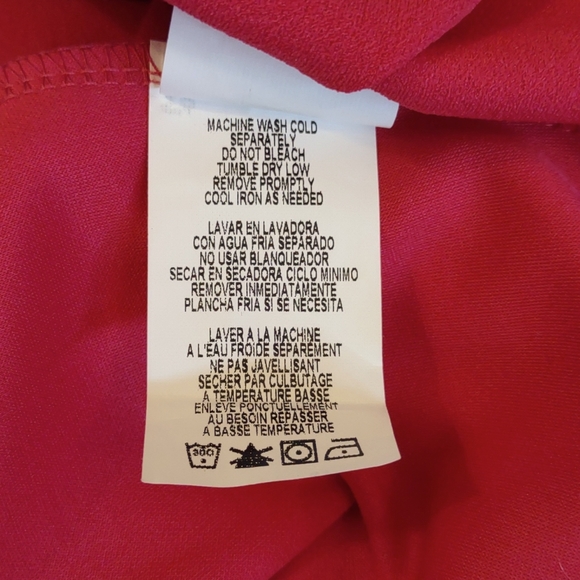 MACHINE WASH COLD
SEPARATELY
DO NOT BLEACH
TUMBLE DRY LOW
REMOVE PROMPTLY
COOL IRON AS NEEDED
LAVAR EN LAVADORA
CON AGUA FRIA SEPARADO
NO USAR BLANQUEADOR
SECAR EN SECADORA CICLO MINIMO
REMOVER INMEDIATAMENTE
PLANCHA FRIA SI SE NECESITA
LAVER A LA MACHINE
A L'EAU FROIDE SÉPARÉMENT
NE PAS JAVELLISANT
SECHER PAR CULBUTAGE
A TEMPERATURE BASSE
ENLEVE PONCTUELLEMENT
AU BESOIN REPASSER
A BASSE TEMPERATURE